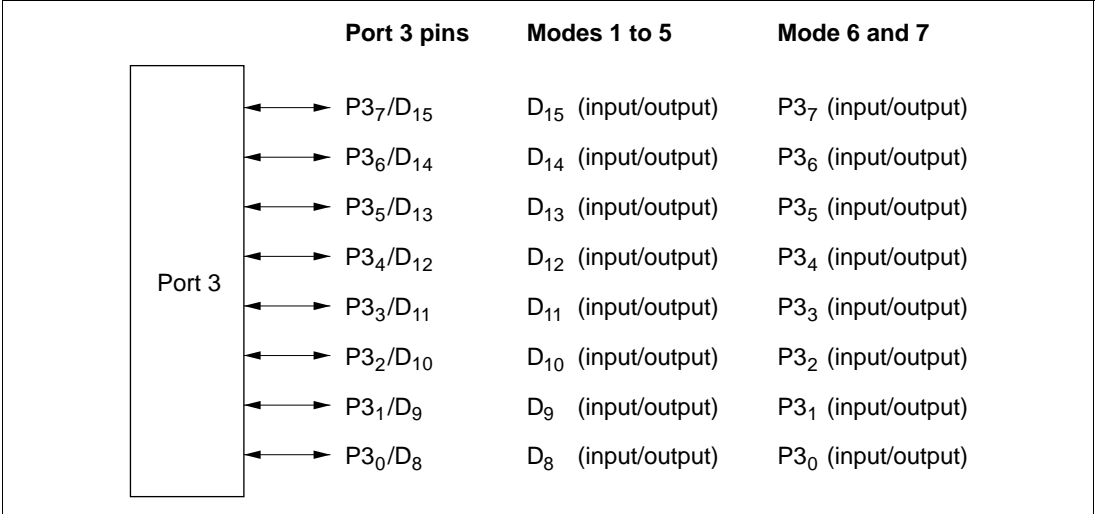 Port 3 pins Modes 1 to 5 Mode 6 and 7
P3₇/D₁₅ D₁₅ (input/output) P3₇ (input/output)
P3₆/D₁₄ D₁₄ (input/output) P3₆ (input/output)
P3₅/D₁₃ D₁₃ (input/output) P3₅ (input/output)
P3₄/D₁₂ D₁₂ (input/output) P3₄ (input/output)
Port 3
P3₃/D₁₁ D₁₁ (input/output) P3₃ (input/output)
P3₂/D₁₀ D₁₀ (input/output) P3₂ (input/output)
P3₁/D₉ D₉ (input/output) P3₁ (input/output)
P3₀/D₈ D₈ (input/output) P3₀ (input/output)